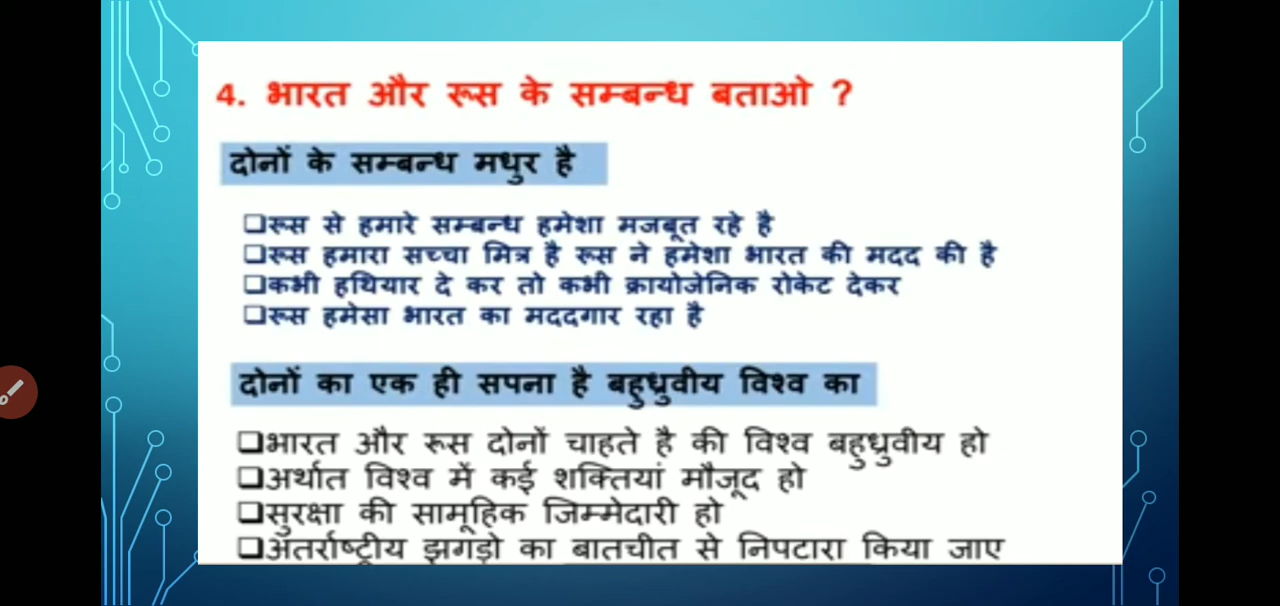 4. भारत और रूस के सम्बन्ध बताओ ?
दोनों के सम्बन्ध मधुर है
❑रूस से हमारे सम्बन्ध हमेशा मजबूत रहे है
❑रूस हमारा सच्चा मित्र है रूस ने हमेशा भारत की मदद की है
❑कभी हथियार दे कर तो कभी क्रायोजेनिक रोकेट देकर
❑रूस हमेसा भारत का मददगार रहा है
दोनों का एक ही सपना है बहुध्रुवीय विश्व का
❑भारत और रूस दोनों चाहते है की विश्व बहुध्रुवीय हो
❑अर्थात विश्व में कई शक्तियां मौजूद हो
❑सुरक्षा की सामूहिक जिम्मेदारी हो
❑अंतर्राष्ट्रीय झगड़ो का बातचीत से निपटारा किया जाए